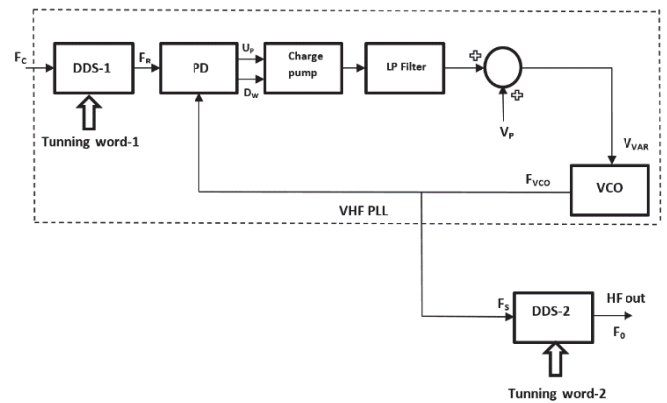 F_C
DDS-1
F_R
PD
U_P
D_W
Charge
pump
LP Filter
V_P
V_VAR
Tunning word-1
F_VCO
VCO
VHF PLL
F_S
DDS-2
HF out
F_0
Tunning word-2